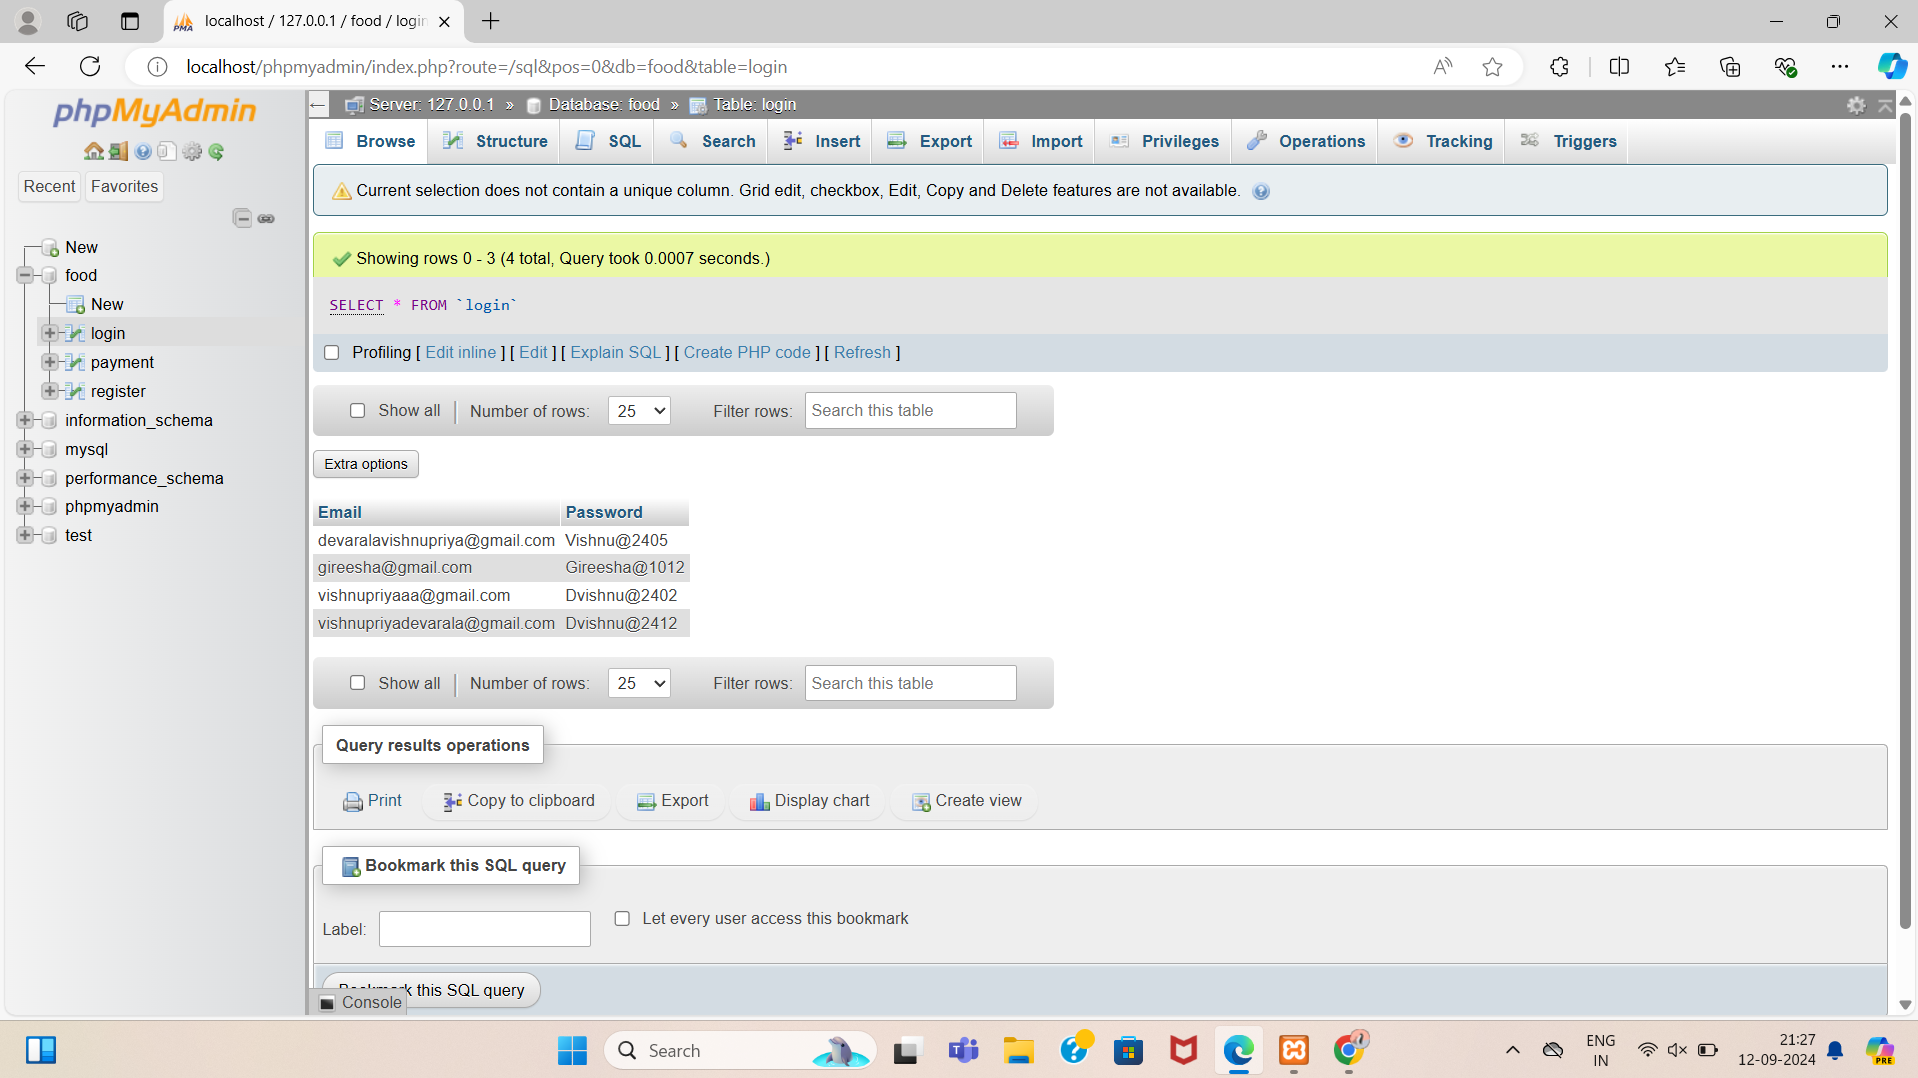 localhost / 127.0.0.1 / food / login
localhost/phpmyadmin/index.php?route=/sql&pos=0&db=food&table=login
phpMyAdmin
Recent
Favorites
New
food
New
login
payment
register
information_schema
mysql
performance_schema
phpmyadmin
test
Server: 127.0.0.1 » Database: food » Table: login
Browse
Structure
SQL
Search
Insert
Export
Import
Privileges
Operations
Tracking
Triggers
Current selection does not contain a unique column. Grid edit, checkbox, Edit, Copy and Delete features are not available.
Showing rows 0 - 3 (4 total, Query took 0.0007 seconds.)
SELECT * FROM `login`
Profiling [ Edit inline ] [ Edit ] [ Explain SQL ] [ Create PHP code ] [ Refresh ]
Show all | Number of rows: 25 Filter rows: Search this table
Extra options
Email Password
devaralavishnupriya@gmail.com Vishnu@2405
gireesha@gmail.com Gireesha@1012
vishnupriyaaa@gmail.com Dvishnu@2402
vishnupriyadevarala@gmail.com Dvishnu@2412
Show all | Number of rows: 25 Filter rows: Search this table
Query results operations
Print
Copy to clipboard
Export
Display chart
Create view
Bookmark this SQL query
Label:
Let every user access this bookmark
Bookmark this SQL query
Console
Search
ENG
IN
21:27
12-09-2024
PRE